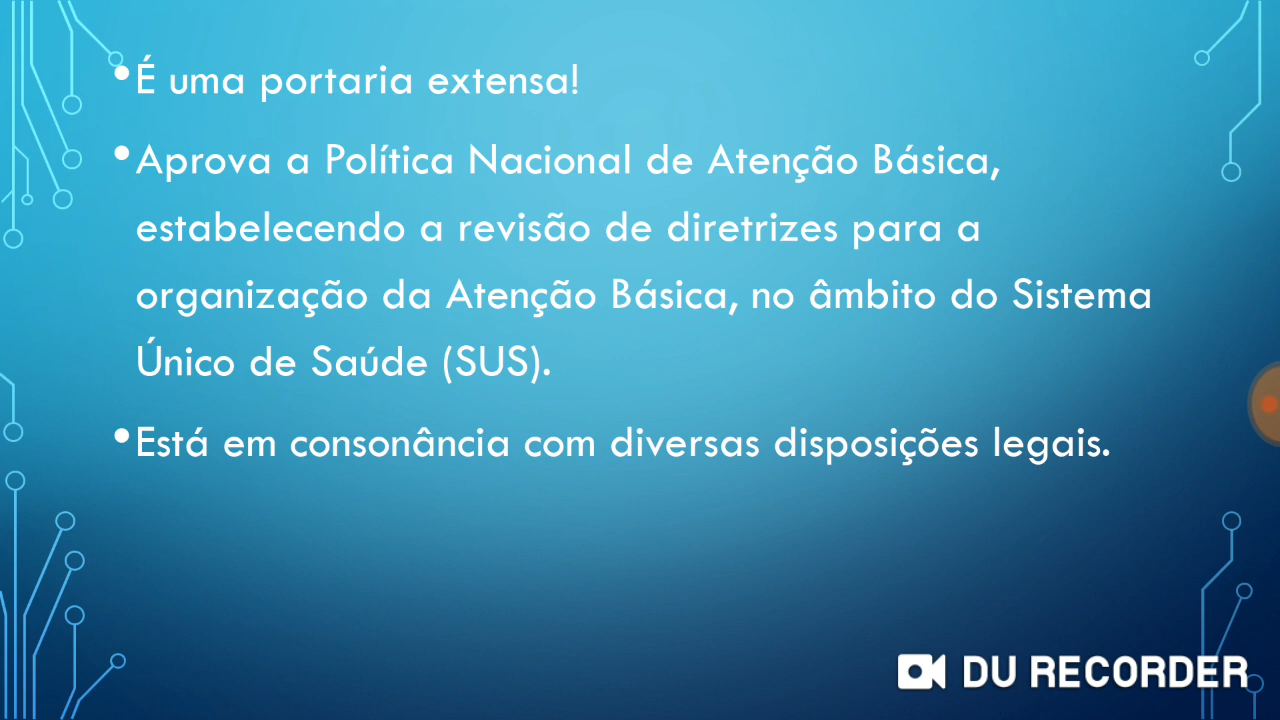 •É uma portaria extensa!
•Aprova a Política Nacional de Atenção Básica,
estabelecendo a revisão de diretrizes para a
organização da Atenção Básica, no âmbito do Sistema
Único de Saúde (SUS).
•Está em consonância com diversas disposições legais.
DU RECORDER